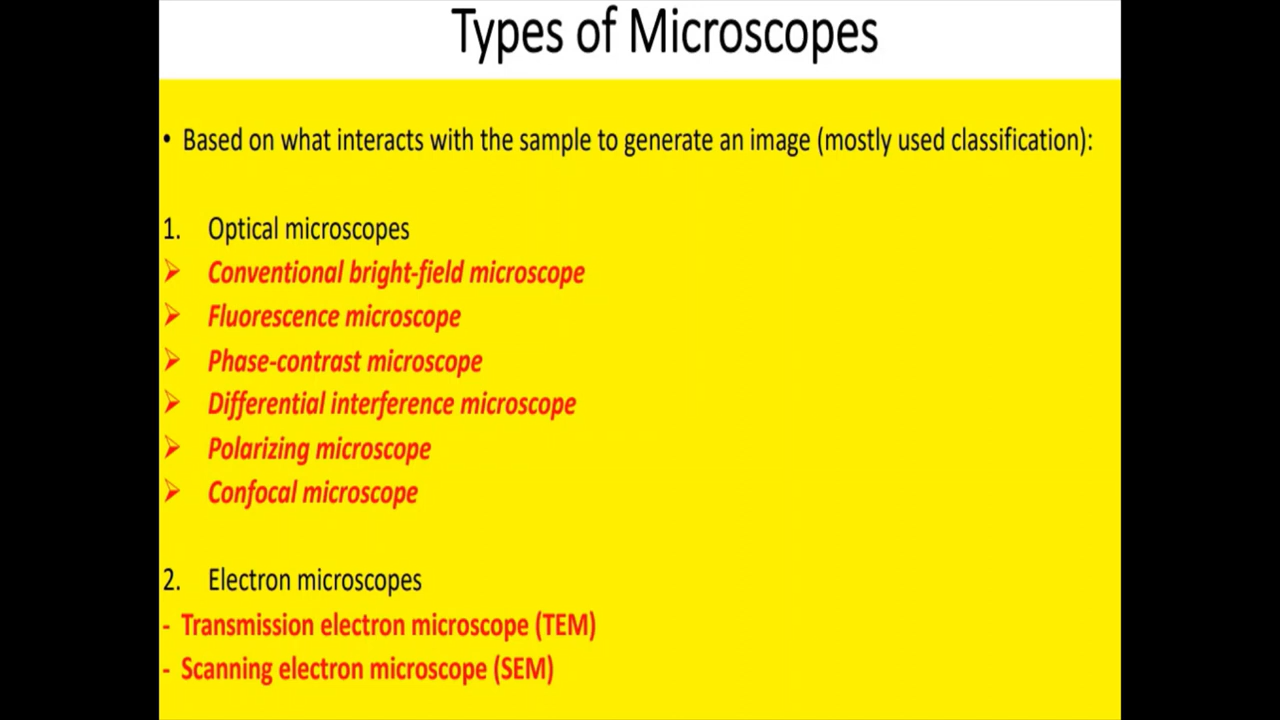 Types of Microscopes
• Based on what interacts with the sample to generate an image (mostly used classification):
1. Optical microscopes
➢ Conventional bright-field microscope
➢ Fluorescence microscope
➢ Phase-contrast microscope
➢ Differential interference microscope
➢ Polarizing microscope
➢ Confocal microscope
2. Electron microscopes
- Transmission electron microscope (TEM)
- Scanning electron microscope (SEM)